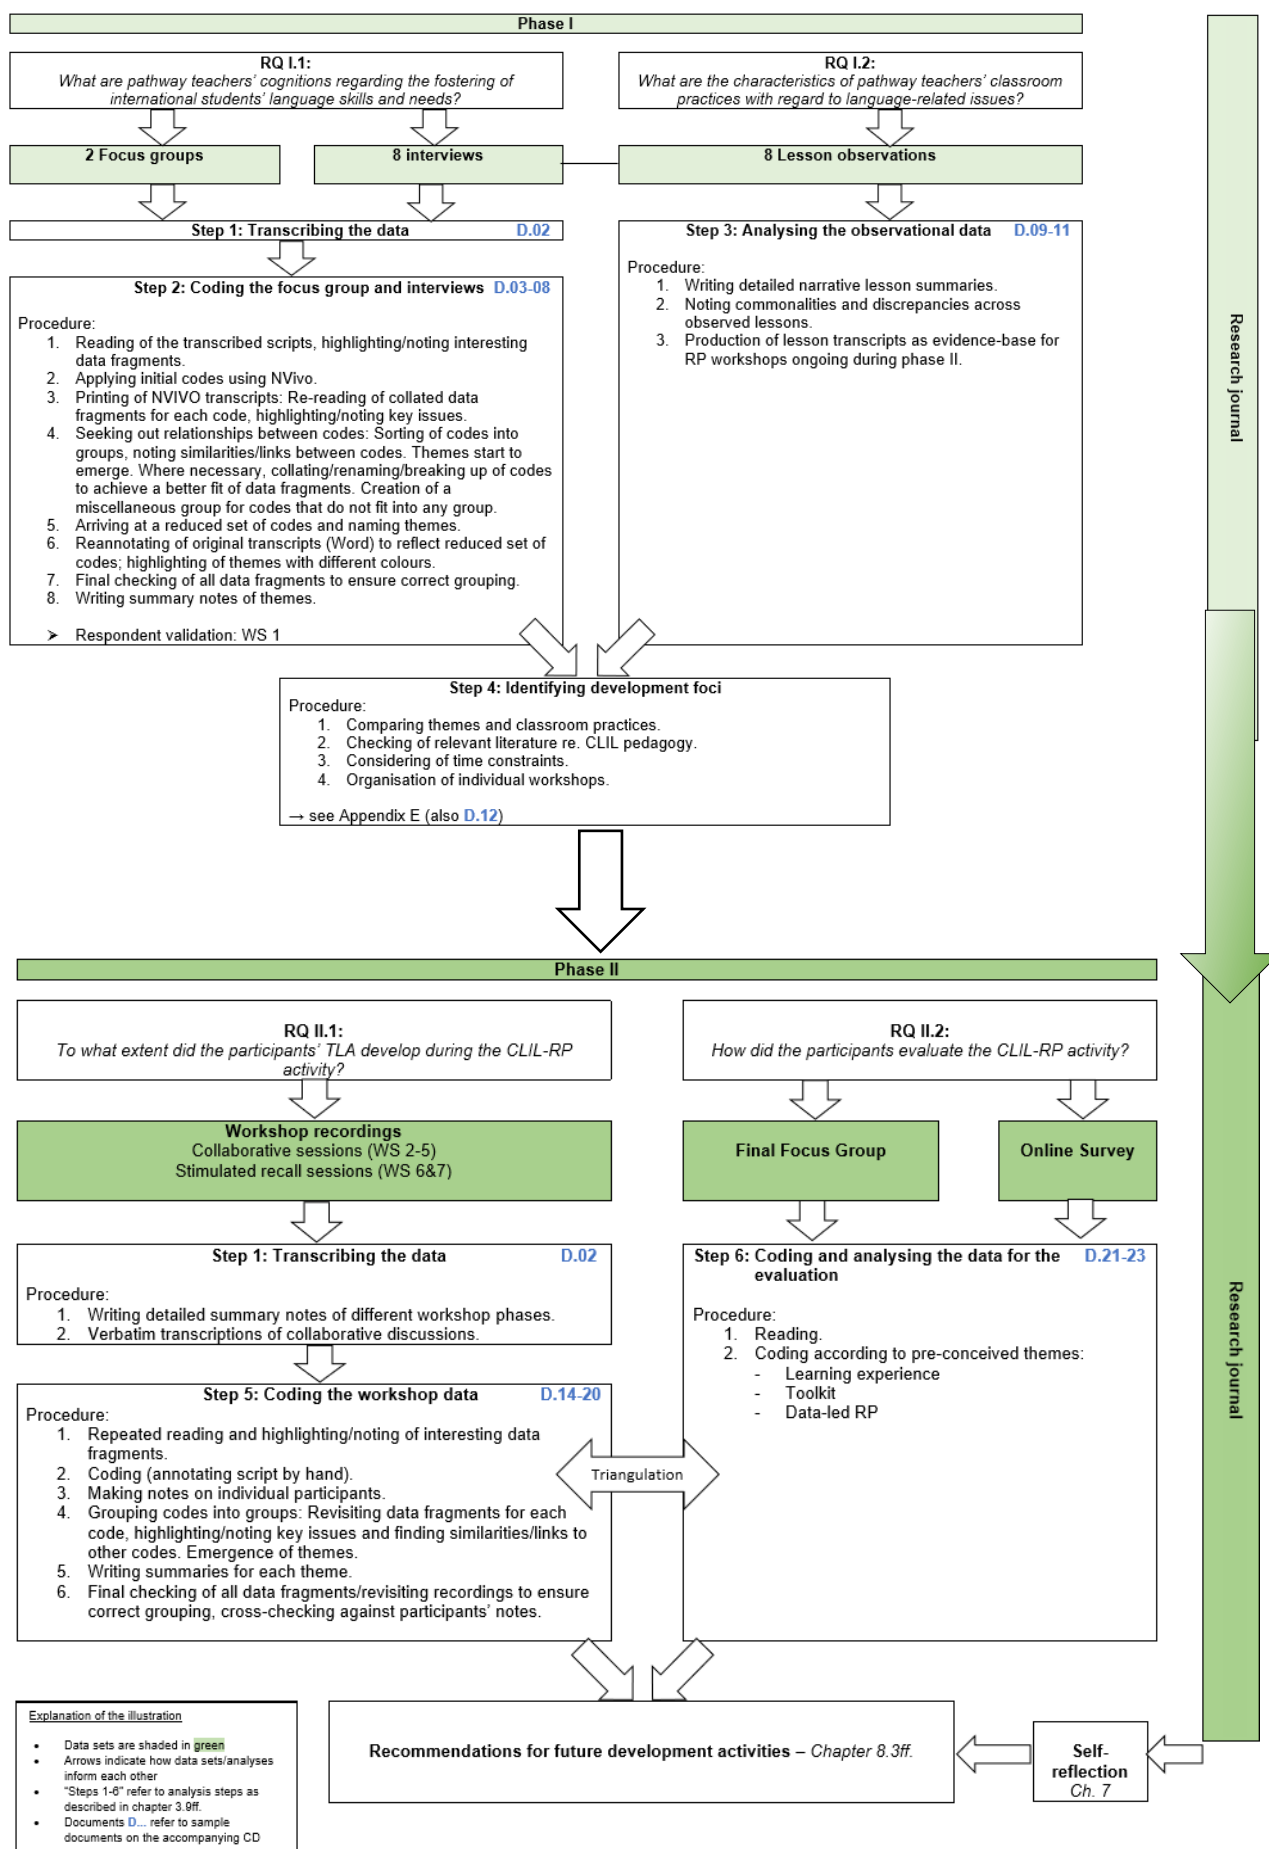 Phase I
RQ I.1:
What are pathway teachers' cognitions regarding the fostering of
international students' language skills and needs?
RQ I.2:
What are the characteristics of pathway teachers' classroom
practices with regard to language-related issues?
2 Focus groups
8 interviews
8 Lesson observations
Step 1: Transcribing the data D.02
Step 2: Coding the focus group and interviews D.03-08
Procedure:
1. Reading of the transcribed scripts, highlighting/noting interesting
data fragments.
2. Applying initial codes using NVivo.
3. Printing of NVIVO transcripts: Re-reading of collated data
fragments for each code, highlighting/noting key issues.
4. Seeking out relationships between codes: Sorting of codes into
groups, noting similarities/links between codes. Themes start to
emerge. Where necessary, collating/renaming/breaking up of codes
to achieve a better fit of data fragments. Creation of a
miscellaneous group for codes that do not fit into any group.
5. Arriving at a reduced set of codes and naming themes.
6. Reannotating of original transcripts (Word) to reflect reduced set of
codes; highlighting of themes with different colours.
7. Final checking of all data fragments to ensure correct grouping.
8. Writing summary notes of themes.
➤ Respondent validation: WS 1
Step 3: Analysing the observational data D.09-11
Procedure:
1. Writing detailed narrative lesson summaries.
2. Noting commonalities and discrepancies across
observed lessons.
3. Production of lesson transcripts as evidence-base for
RP workshops ongoing during phase II.
Research journal
Step 4: Identifying development foci
Procedure:
1. Comparing themes and classroom practices.
2. Checking of relevant literature re. CLIL pedagogy.
3. Considering of time constraints.
4. Organisation of individual workshops.
→ see Appendix E (also D.12)
Phase II
RQ II.1:
To what extent did the participants' TLA develop during the CLIL-RP
activity?
RQ II.2:
How did the participants evaluate the CLIL-RP activity?
Workshop recordings
Collaborative sessions (WS 2-5)
Stimulated recall sessions (WS 6&7)
Final Focus Group
Online Survey
Step 1: Transcribing the data D.02
Procedure:
1. Writing detailed summary notes of different workshop phases.
2. Verbatim transcriptions of collaborative discussions.
Step 5: Coding the workshop data D.14-20
Procedure:
1. Repeated reading and highlighting/noting of interesting data
fragments.
2. Coding (annotating script by hand).
3. Making notes on individual participants.
4. Grouping codes into groups: Revisiting data fragments for each
code, highlighting/noting key issues and finding similarities/links to
other codes. Emergence of themes.
5. Writing summaries for each theme.
6. Final checking of all data fragments/revisiting recordings to ensure
correct grouping, cross-checking against participants' notes.
Triangulation
Step 6: Coding and analysing the data for the D.21-23
evaluation
Procedure:
1. Reading.
2. Coding according to pre-conceived themes:
- Learning experience
- Toolkit
- Data-led RP
Research journal
Explanation of the illustration
• Data sets are shaded in green
• Arrows indicate how data sets/analyses
inform each other
• "Steps 1-6" refer to analysis steps as
described in chapter 3.9ff.
• Documents D... refer to sample
documents on the accompanying CD
Recommendations for future development activities – Chapter 8.3ff.
Self-
reflection
Ch. 7